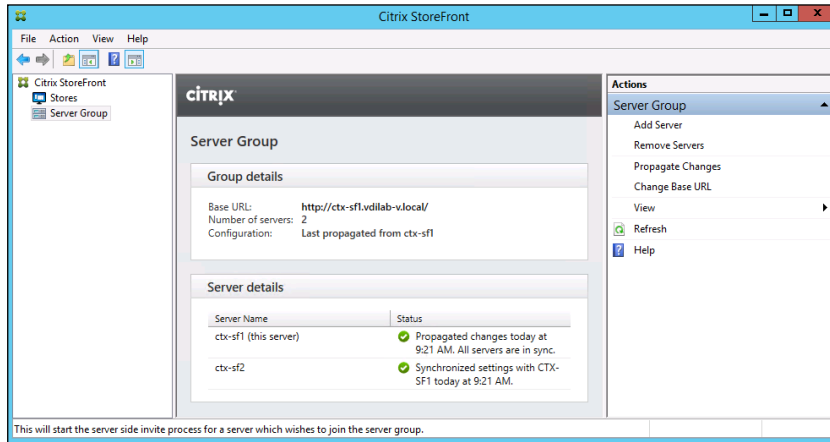 Citrix StoreFront
File Action View Help
Citrix StoreFront
Stores
Server Group
CITRIX
Server Group
Group details
Base URL: http://ctx-sf1.vdilab-v.local/
Number of servers: 2
Configuration: Last propagated from ctx-sf1
Server details
Server Name Status
ctx-sf1 (this server) Propagated changes today at
9:21 AM. All servers are in sync.
ctx-sf2 Synchronized settings with CTX-
SF1 today at 9:21 AM.
Actions
Server Group
Add Server
Remove Servers
Propagate Changes
Change Base URL
View
Refresh
Help
This will start the server side invite process for a server which wishes to join the server group.